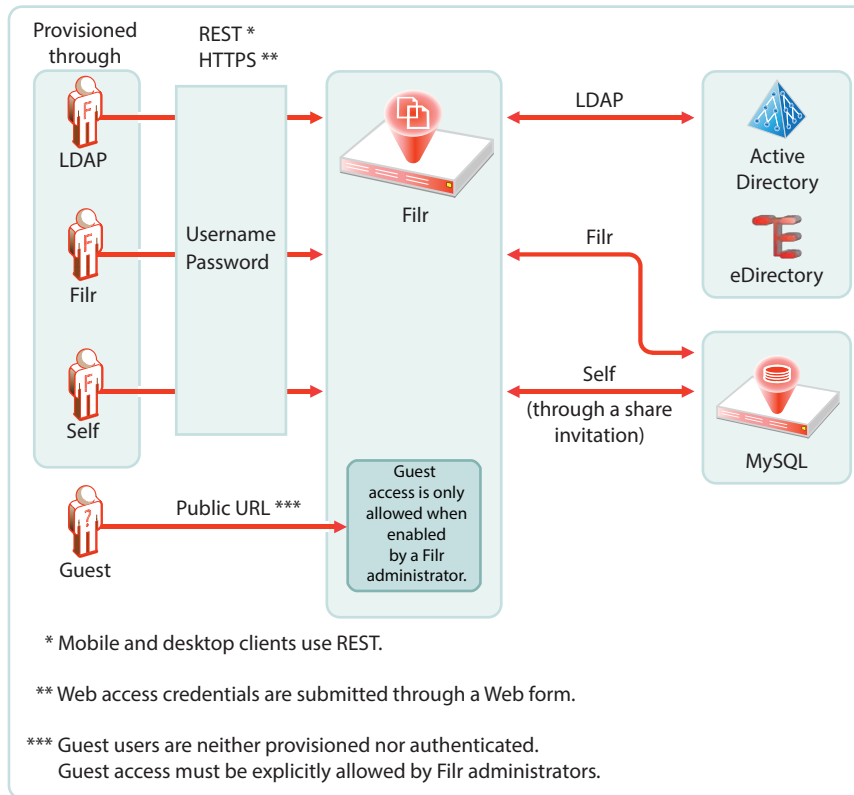 Provisioned
through
REST *
HTTPS **
F
LDAP
F
Filr
F
Self
Username
Password
Filr
LDAP
Active
Directory
eDirectory
Filr
Self
(through a share
invitation)
MySQL
?
Guest
Public URL ***
Guest
access is only
allowed when
enabled
by a Filr
administrator.
* Mobile and desktop clients use REST.
** Web access credentials are submitted through a Web form.
*** Guest users are neither provisioned nor authenticated.
Guest access must be explicitly allowed by Filr administrators.